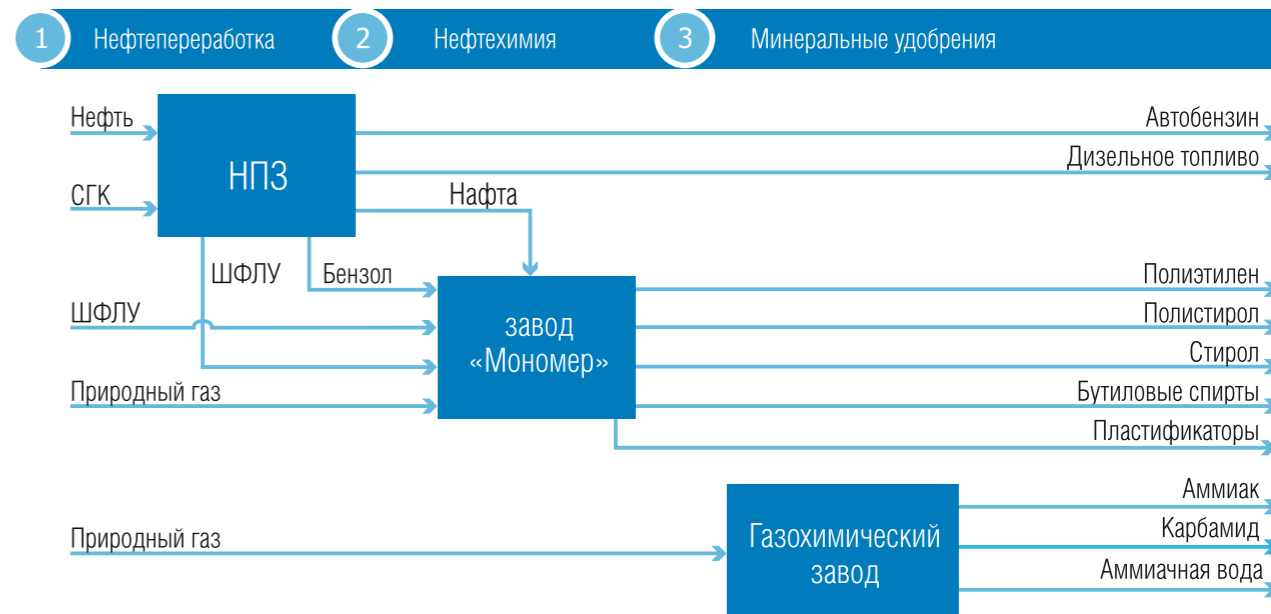 1 Нефтепереработка 2 Нефтехимия 3 Минеральные удобрения
Нефть
СГК
НПЗ
Автобензин
Дизельное топливо
Нафта
ШФЛУ
Бензол
ШФЛУ
Природный газ
завод
«Мономер»
Полиэтилен
Полистирол
Стирол
Бутиловые спирты
Пластификаторы
Природный газ
Газохимический
завод
Аммиак
Карбамид
Аммиачная вода